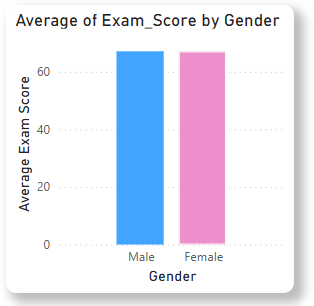 Average of Exam_Score by Gender
Average Exam Score
60
40
20
0
Male Female
Gender